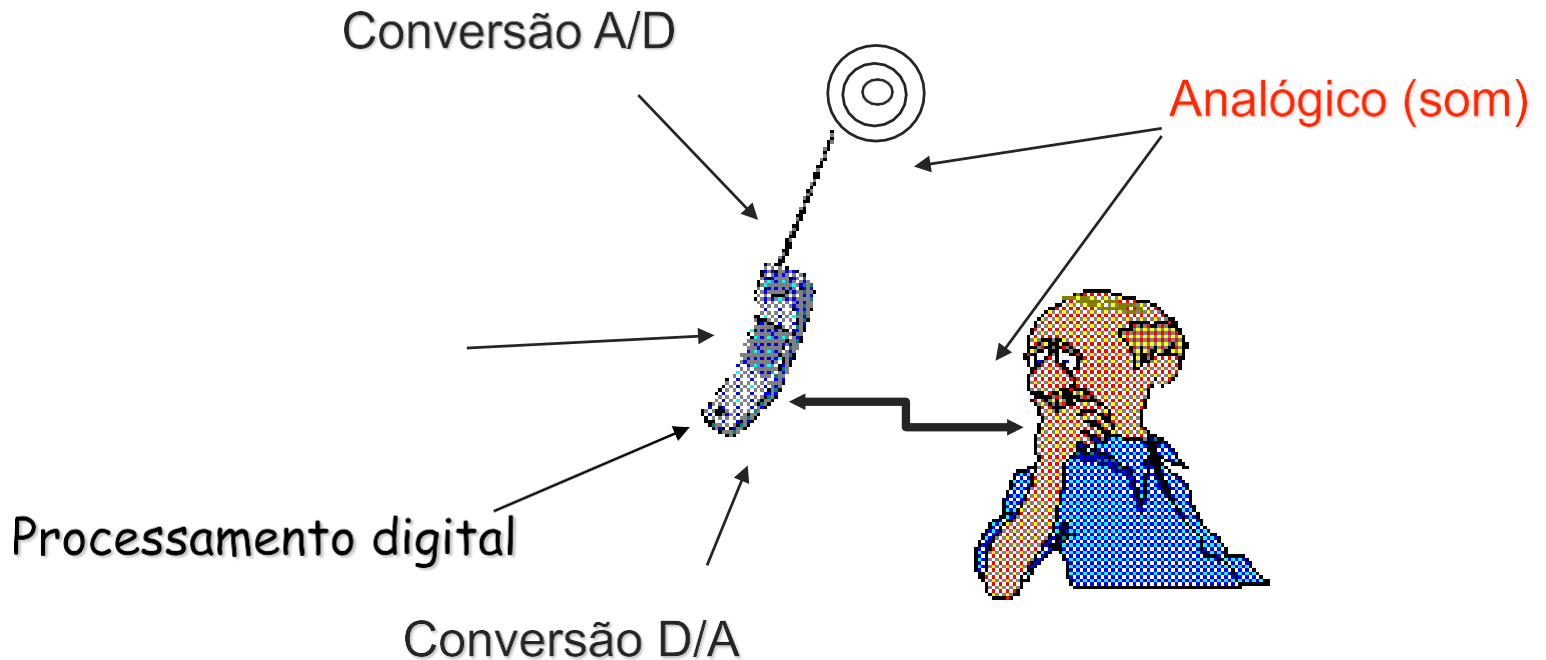 Conversão A/D
Analógico (som)
Processamento digital
Conversão D/A